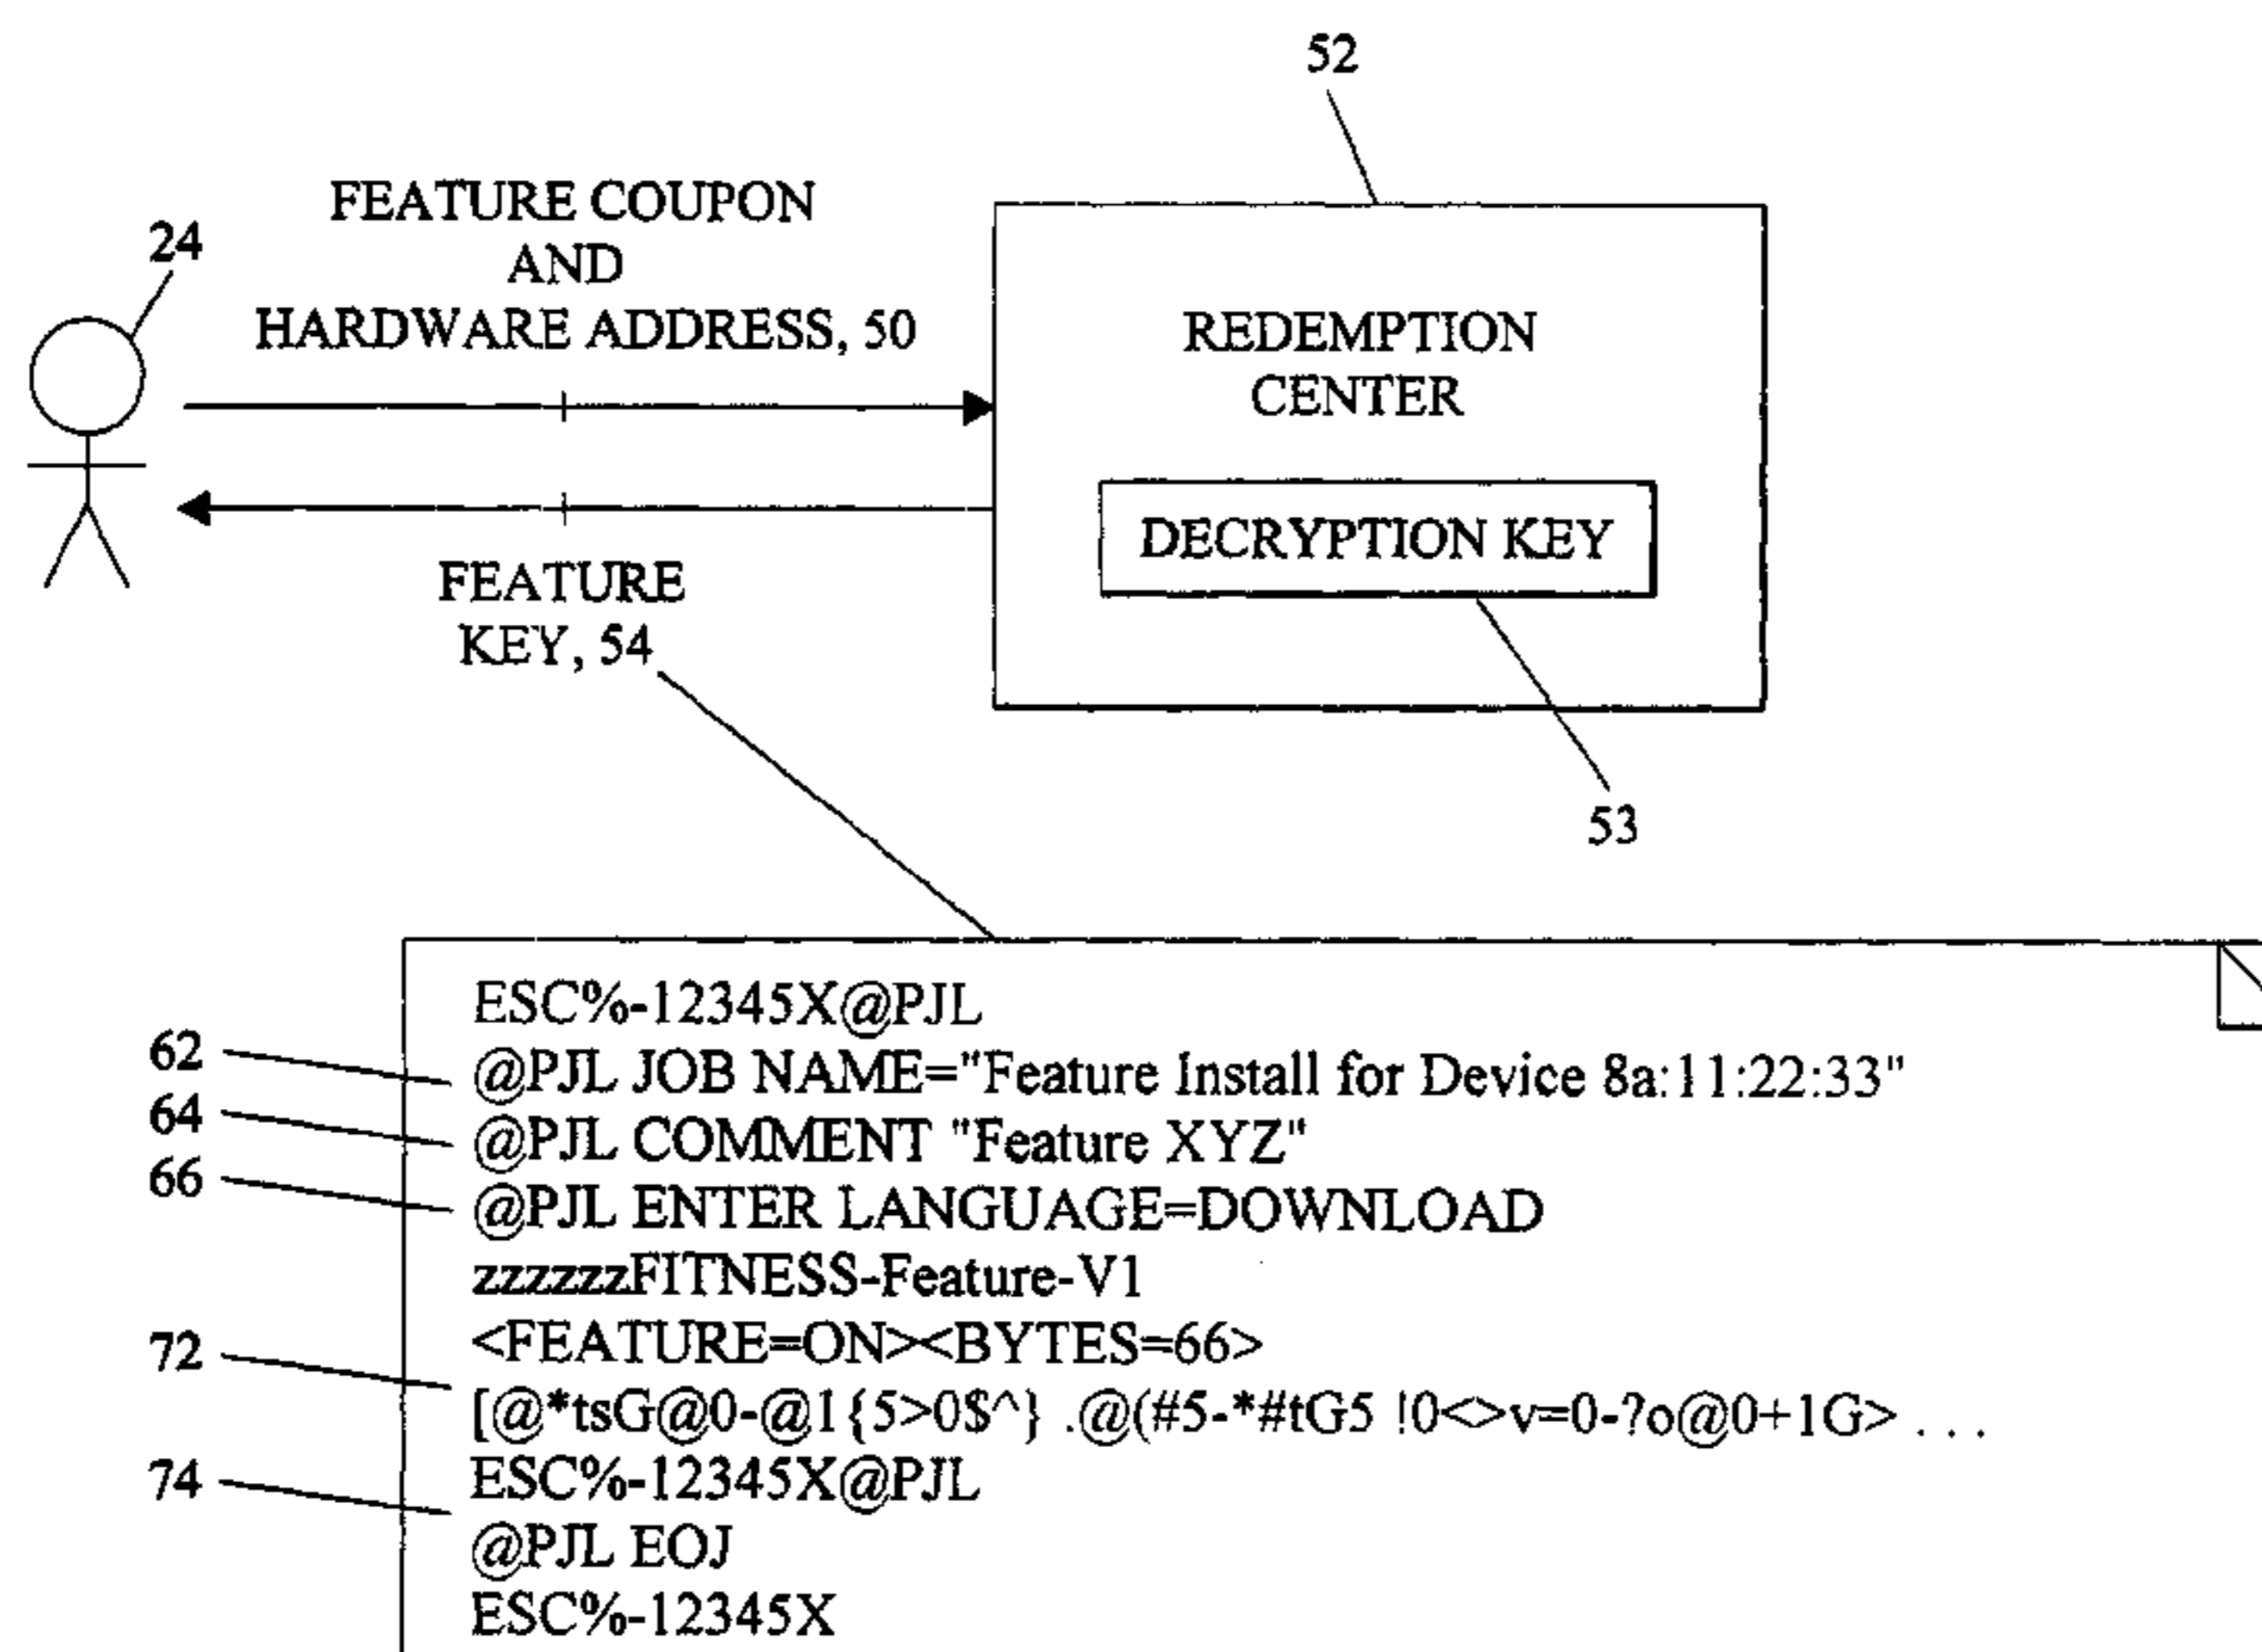 52
FEATURE COUPON
AND
HARDWARE ADDRESS, 50
24
REDEMPTION
CENTER
DECRYPTION KEY
FEATURE
KEY, 54
53
ESC%-12345X@PJL
62
@PJL JOB NAME="Feature Install for Device 8a:11:22:33"
64
@PJL COMMENT "Feature XYZ"
66
@PJL ENTER LANGUAGE=DOWNLOAD
zzzzzzFITNESS-Feature-V1
<FEATURE=ON><BYTES=66>
72
[@*tsG@0-@1{5>0$^} .@(#5-*#tG5 !0<>v=0-?o@0+1G> . . .
ESC%-12345X@PJL
74
@PJL EOJ
ESC%-12345X